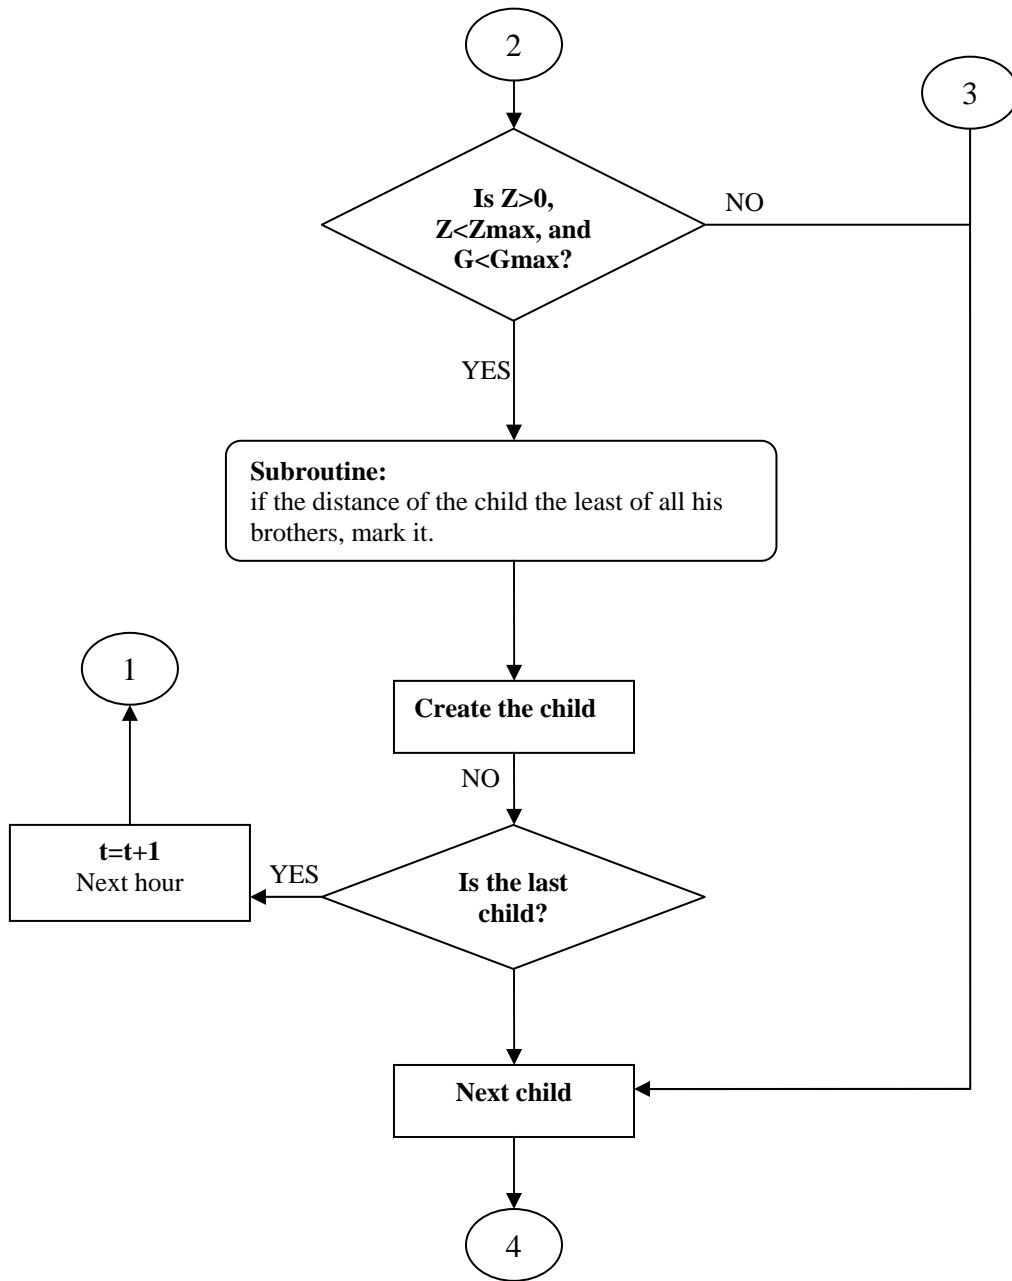 2
3
Is Z>0,
Z<Zmax, and
G<Gmax?
NO
YES
Subroutine:
if the distance of the child the least of all his
brothers, mark it.
1
Create the child
NO
t=t+1
Next hour
YES
Is the last
child?
Next child
4